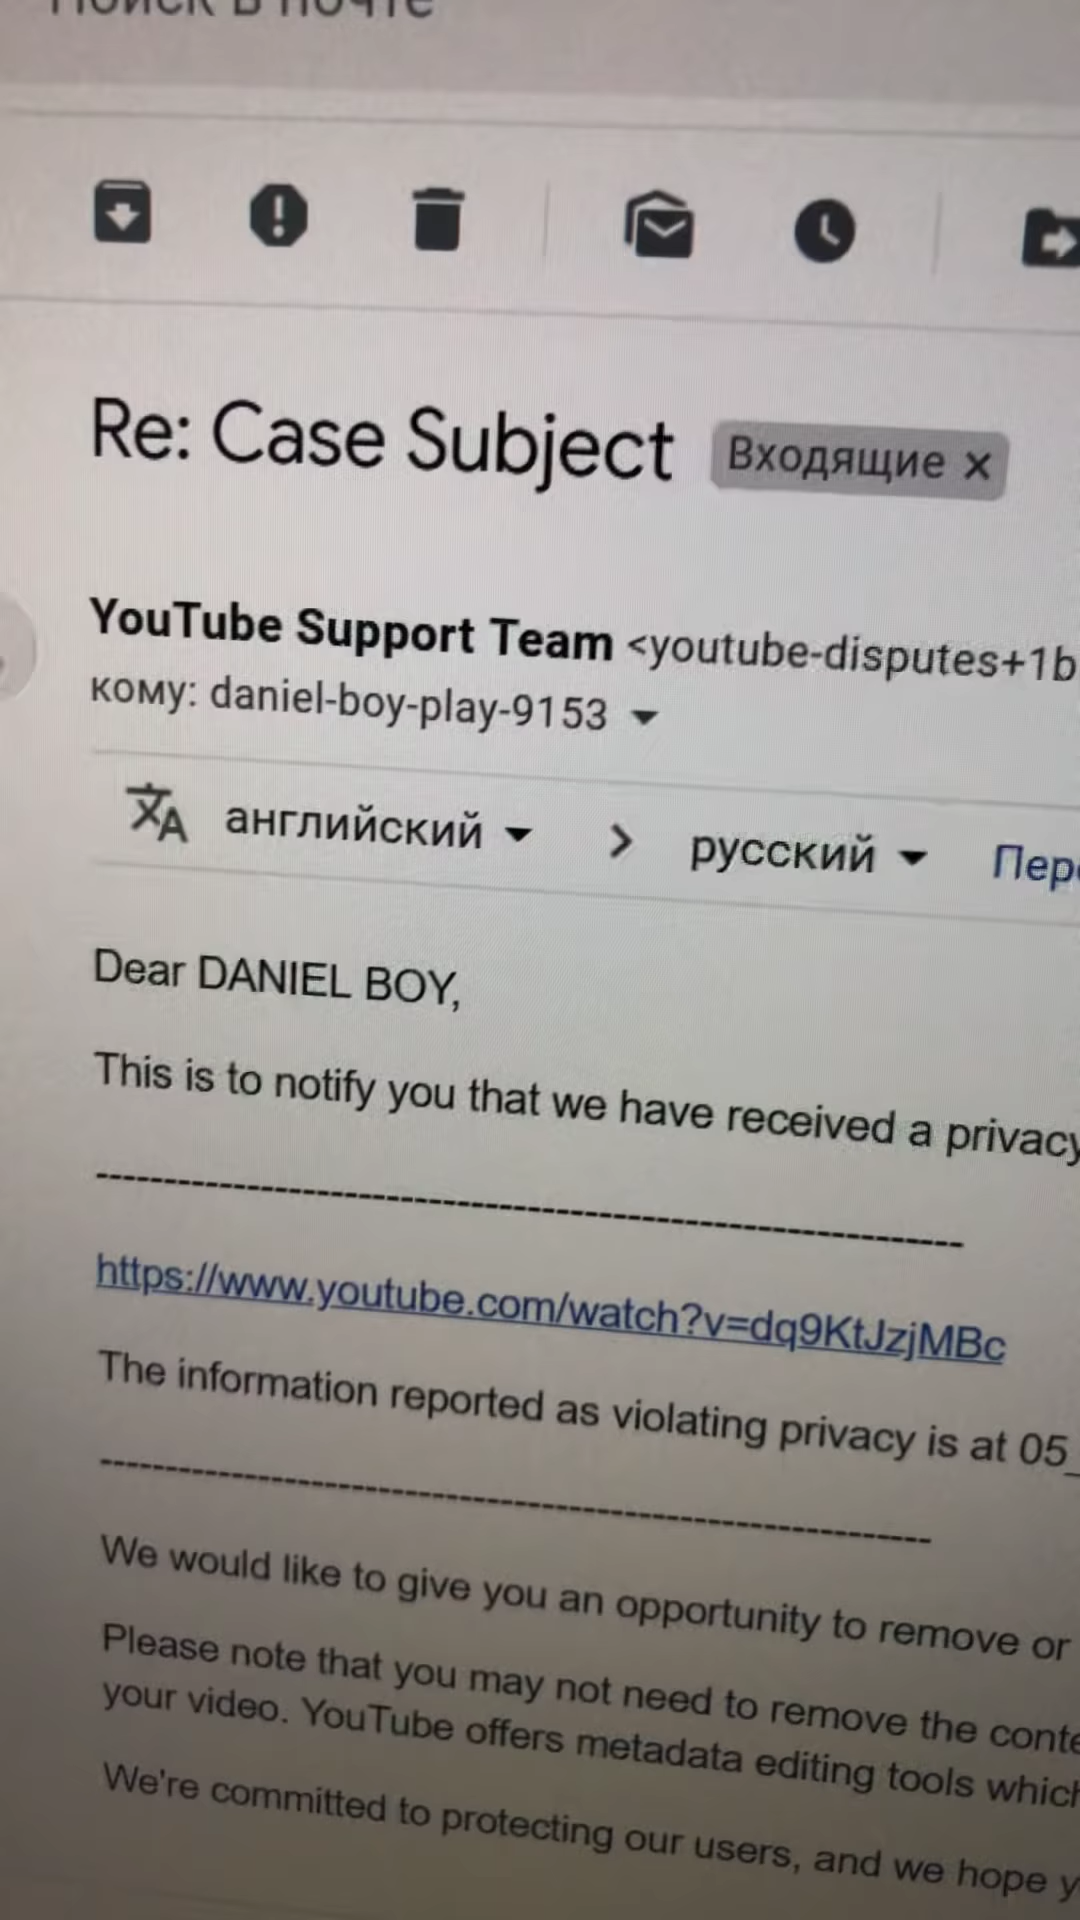 Поиск в почте
Re: Case Subject Входящие ×
YouTube Support Team <youtube-disputes+1b
кому: daniel-boy-play-9153
английский > русский
Dear DANIEL BOY,
This is to notify you that we have received a privacy
------------------------------------------------------------
https://www.youtube.com/watch?v=dq9KtJzjMBc
The information reported as violating privacy is at 05_
------------------------------------------------------------
We would like to give you an opportunity to remove or
Please note that you may not need to remove the
your video. YouTube offers metadata editing tools
We're committed to protecting our users, and we hope